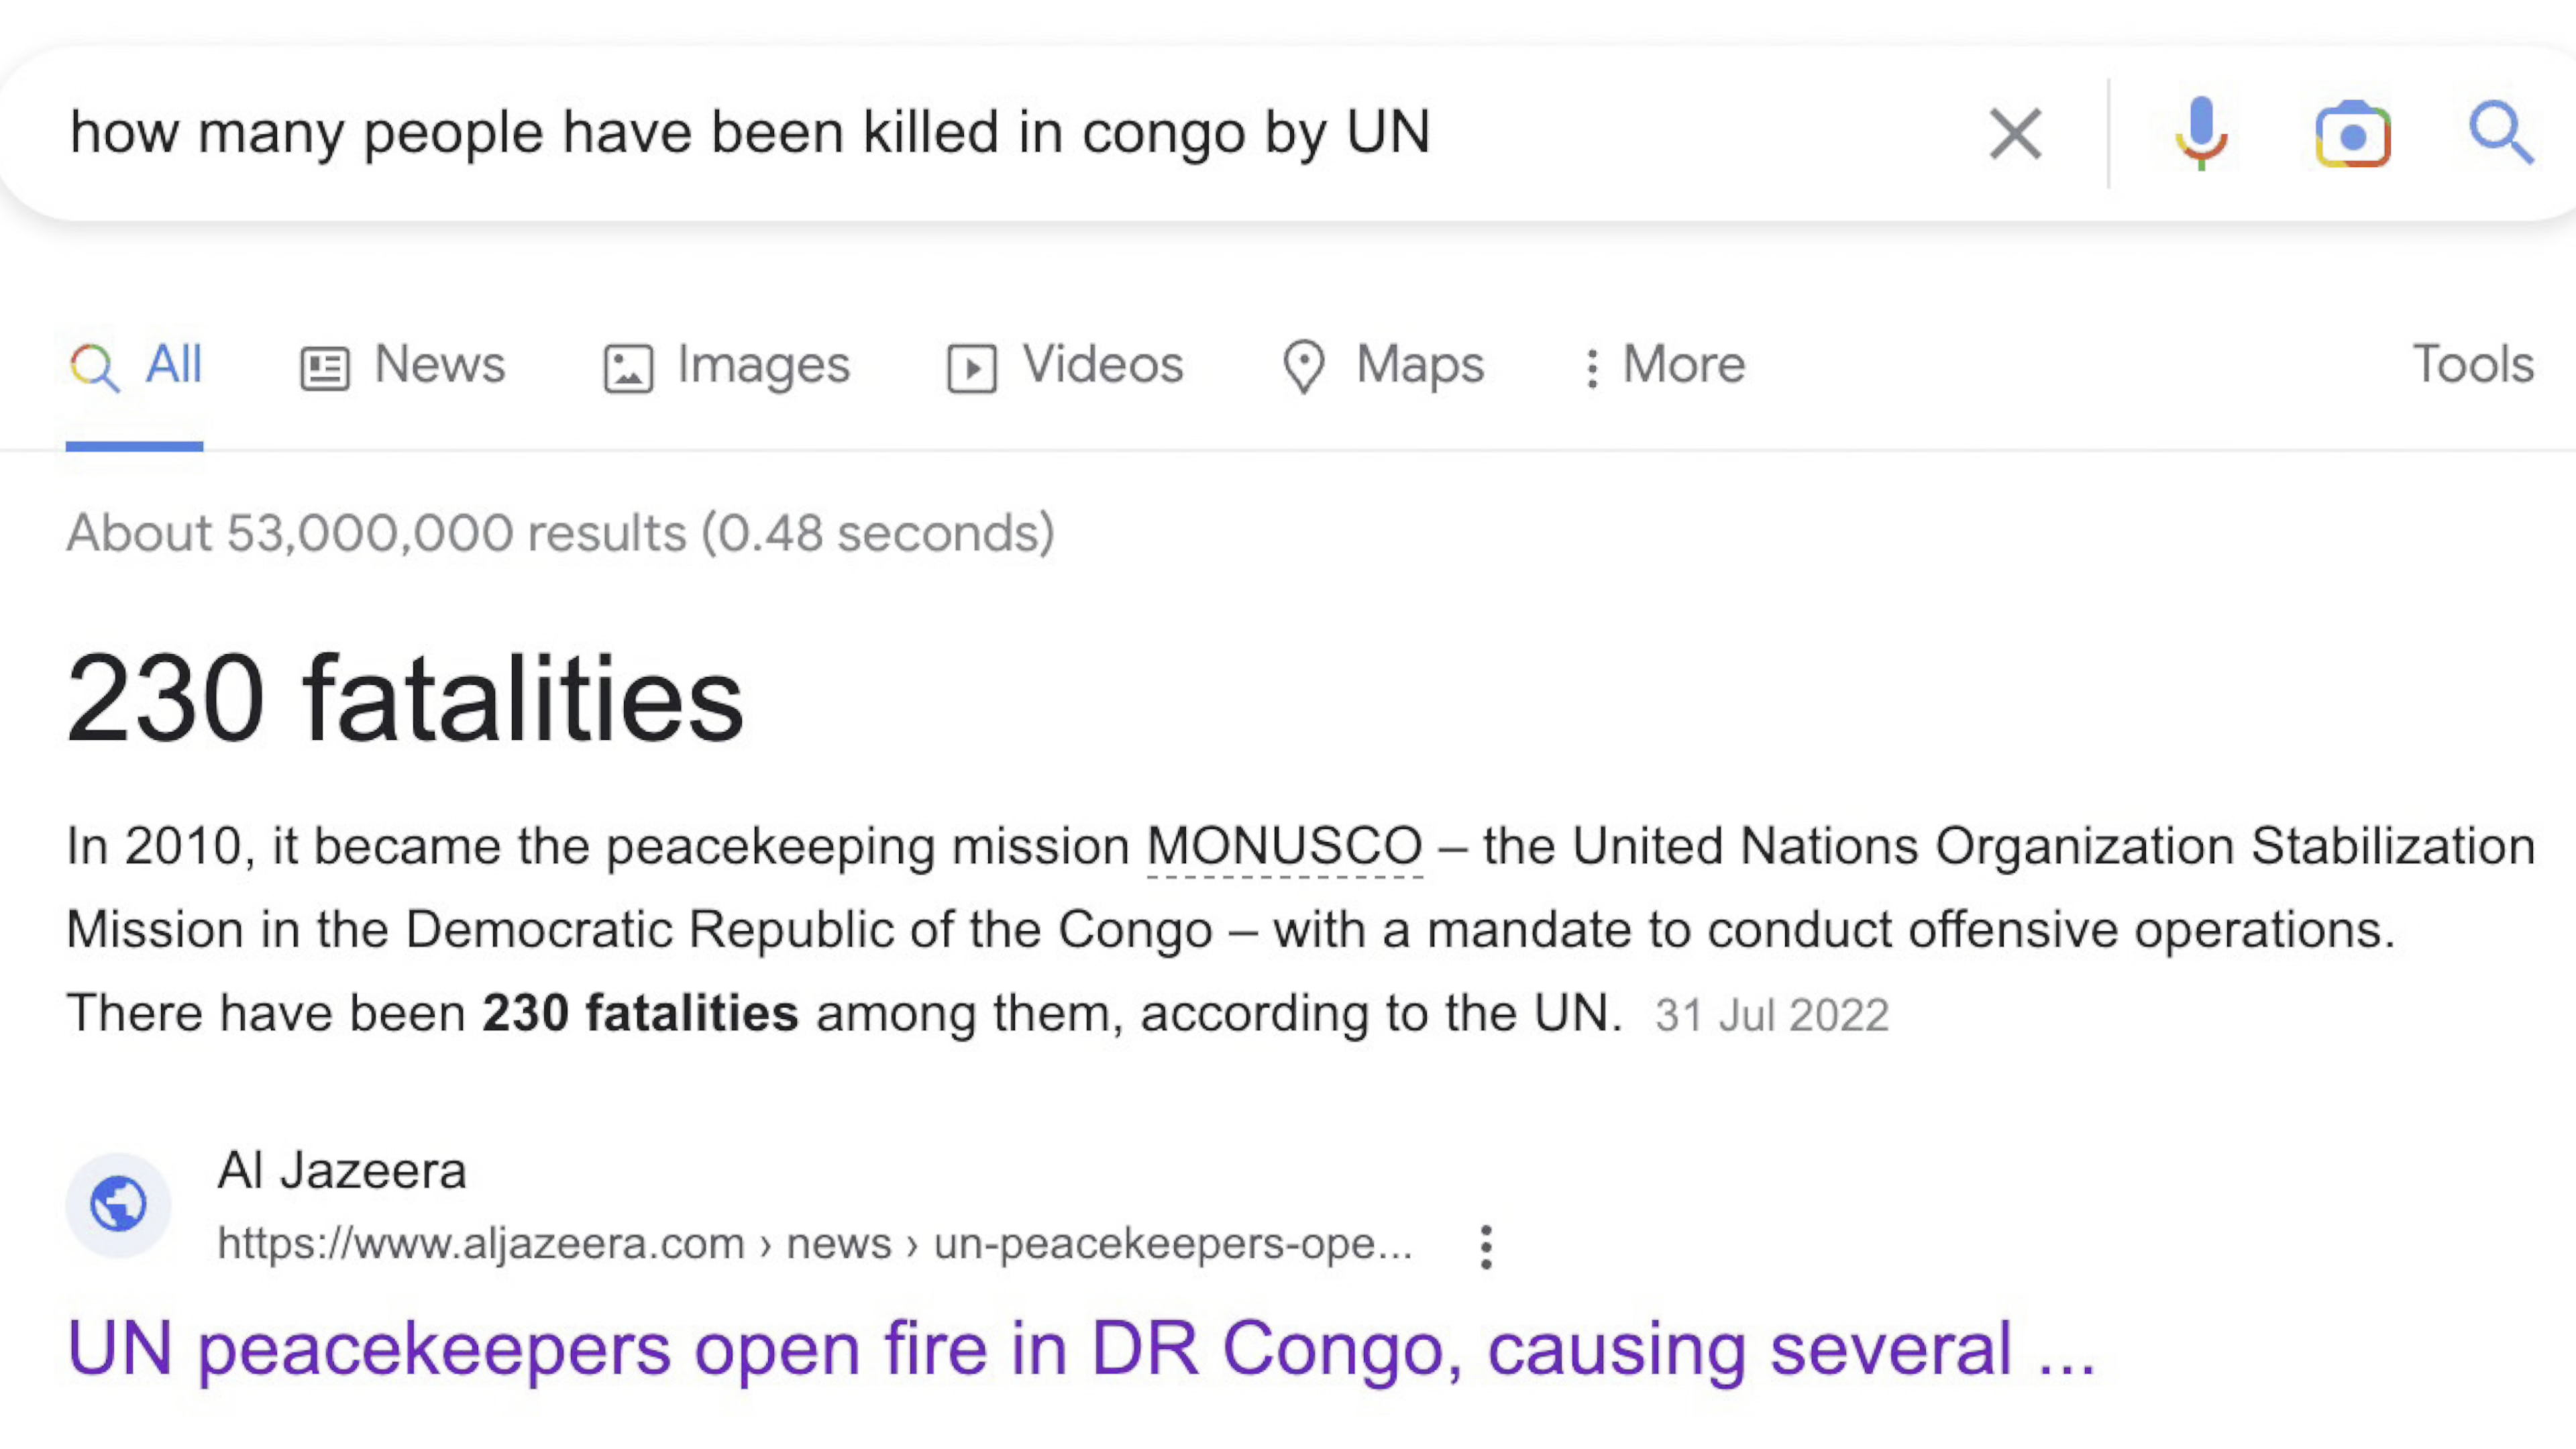 how many people have been killed in congo by UN
All News Images Videos Maps More Tools
About 53,000,000 results (0.48 seconds)
230 fatalities
In 2010, it became the peacekeeping mission MONUSCO – the United Nations Organization Stabilization
Mission in the Democratic Republic of the Congo – with a mandate to conduct offensive operations.
There have been 230 fatalities among them, according to the UN. 31 Jul 2022
Al Jazeera
https://www.aljazeera.com › news › un-peacekeepers-ope...
UN peacekeepers open fire in DR Congo, causing several ...